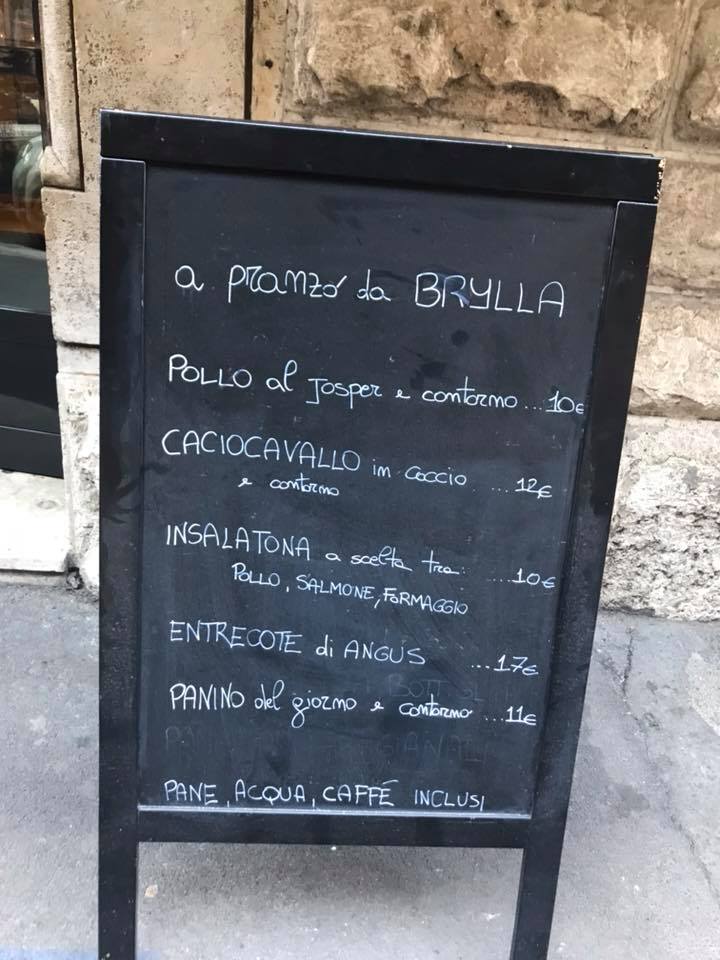 a pranzo da BRYLLA
POLLO al Josper e contorno...10€
CACIOCAVALLO in coccio ....12€
e contorno
INSALATONA a scelta tra: ...10€
POLLO, SALMONE, FORMAGGIO
ENTRECOTE di ANGUS ...17€
PANINO del giorno e contorno ...11€
PANE, ACQUA, CAFFÉ INCLUSI